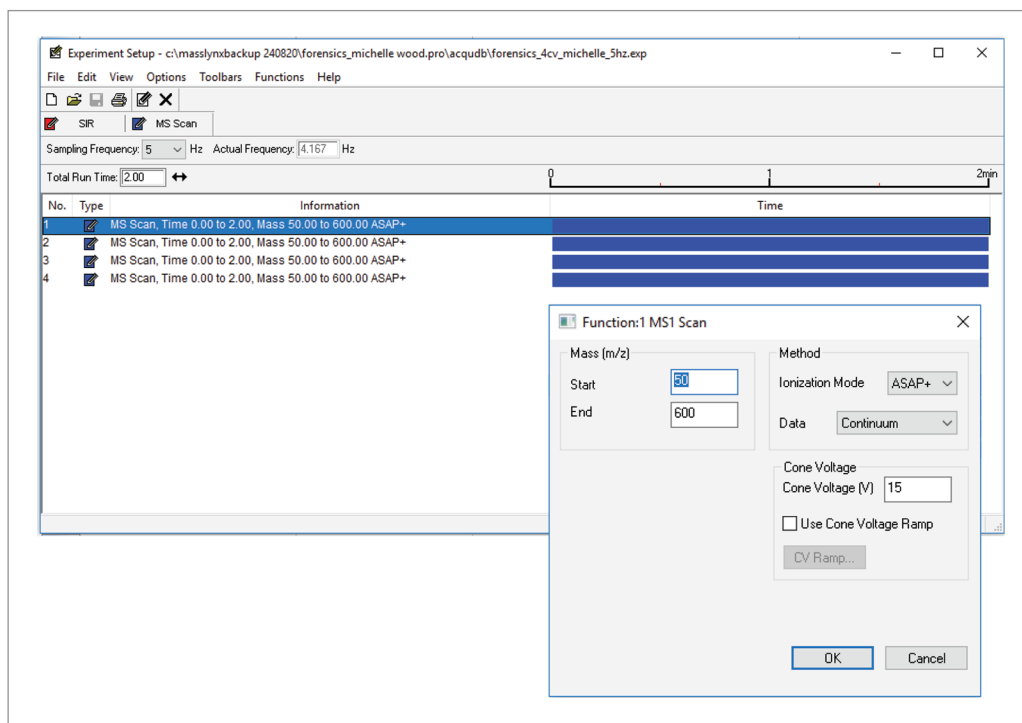 Experiment Setup - c:\masslynxbackup 240820\forensics_michelle wood.pro\acqudb\forensics_4cv_michelle_5hz.exp
File Edit View Options Toolbars Functions Help
SIR MS Scan
Sampling Frequency: 5 Hz Actual Frequency: 4.167 Hz
Total Run Time: 2.00 0 1 2min
No. Type Information Time
1 MS Scan, Time 0.00 to 2.00, Mass 50.00 to 600.00 ASAP+
2 MS Scan, Time 0.00 to 2.00, Mass 50.00 to 600.00 ASAP+
3 MS Scan, Time 0.00 to 2.00, Mass 50.00 to 600.00 ASAP+
4 MS Scan, Time 0.00 to 2.00, Mass 50.00 to 600.00 ASAP+
Function:1 MS1 Scan
Mass (m/z)
Start 50
End 600
Method
Ionization Mode ASAP+
Data Continuum
Cone Voltage
Cone Voltage (V) 15
Use Cone Voltage Ramp
CV Ramp...
OK Cancel